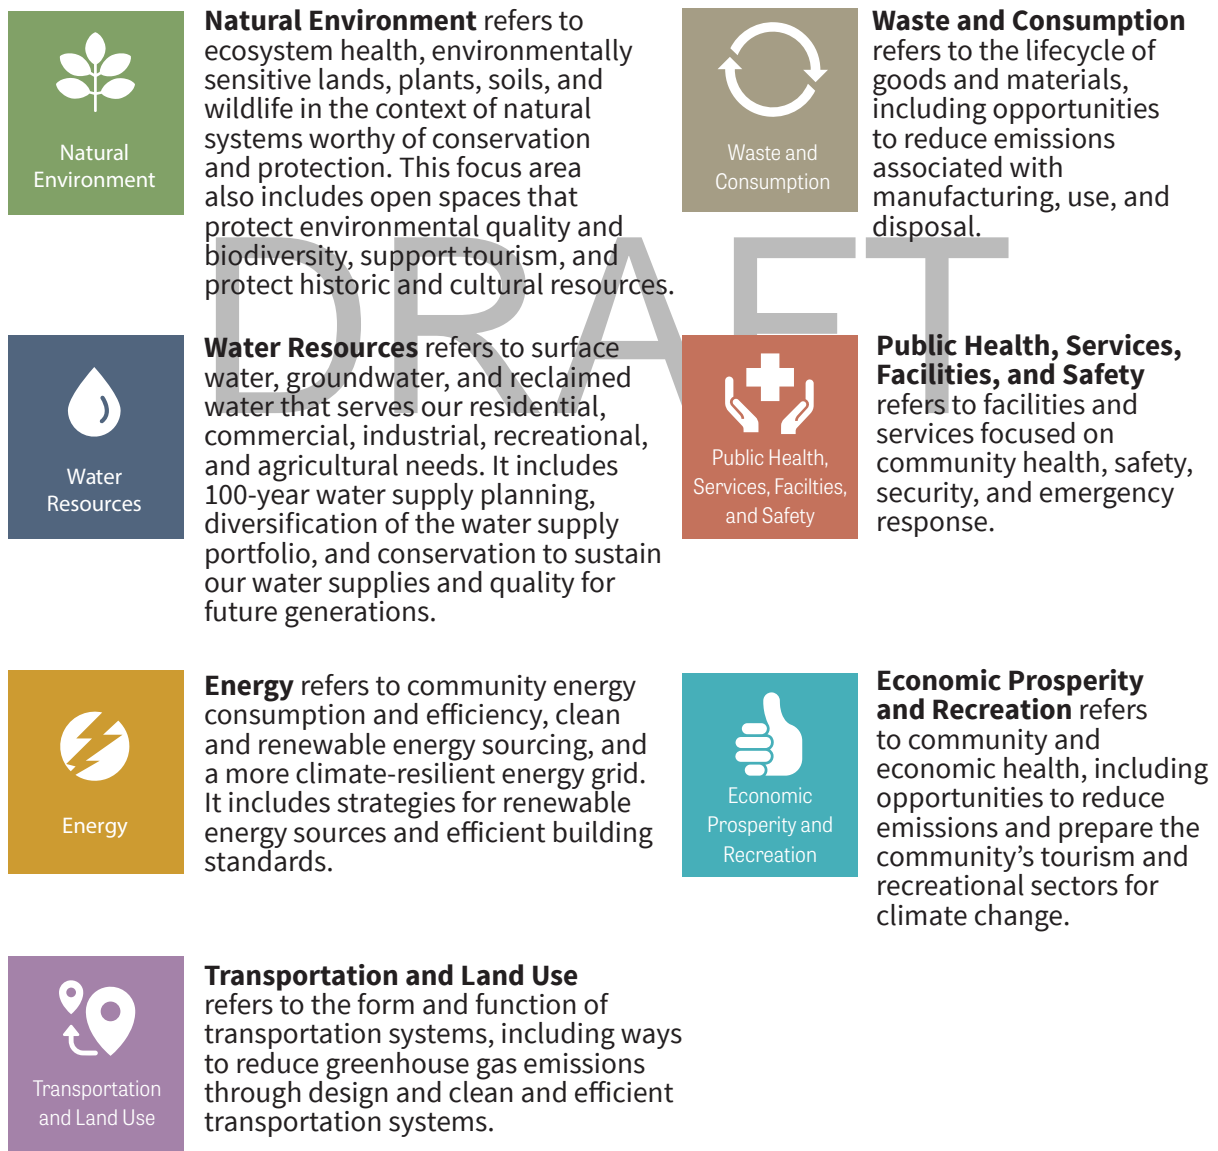 Natural
Environment
Natural Environment refers to
ecosystem health, environmentally
sensitive lands, plants, soils, and
wildlife in the context of natural
systems worthy of conservation
and protection. This focus area
also includes open spaces that
protect environmental quality and
biodiversity, support tourism, and
protect historic and cultural resources.
Water
Resources
Water Resources refers to surface
water, groundwater, and reclaimed
water that serves our residential,
commercial, industrial, recreational,
and agricultural needs. It includes
100-year water supply planning,
diversification of the water supply
portfolio, and conservation to sustain
our water supplies and quality for
future generations.
Energy
Energy refers to community energy
consumption and efficiency, clean
and renewable energy sourcing, and
a more climate-resilient energy grid.
It includes strategies for renewable
energy sources and efficient building
standards.
Transportation
and Land Use
Transportation and Land Use
refers to the form and function of
transportation systems, including ways
to reduce greenhouse gas emissions
through design and clean and efficient
transportation systems.
Waste and
Consumption
Waste and Consumption
refers to the lifecycle of
goods and materials,
including opportunities
to reduce emissions
associated with
manufacturing, use, and
disposal.
Public Health,
Services, Facilties,
and Safety
Public Health, Services,
Facilities, and Safety
refers to facilities and
services focused on
community health, safety,
security, and emergency
response.
Economic
Prosperity and
Recreation
Economic Prosperity
and Recreation refers
to community and
economic health, including
opportunities to reduce
emissions and prepare the
community’s tourism and
recreational sectors for
climate change.
DRAFT